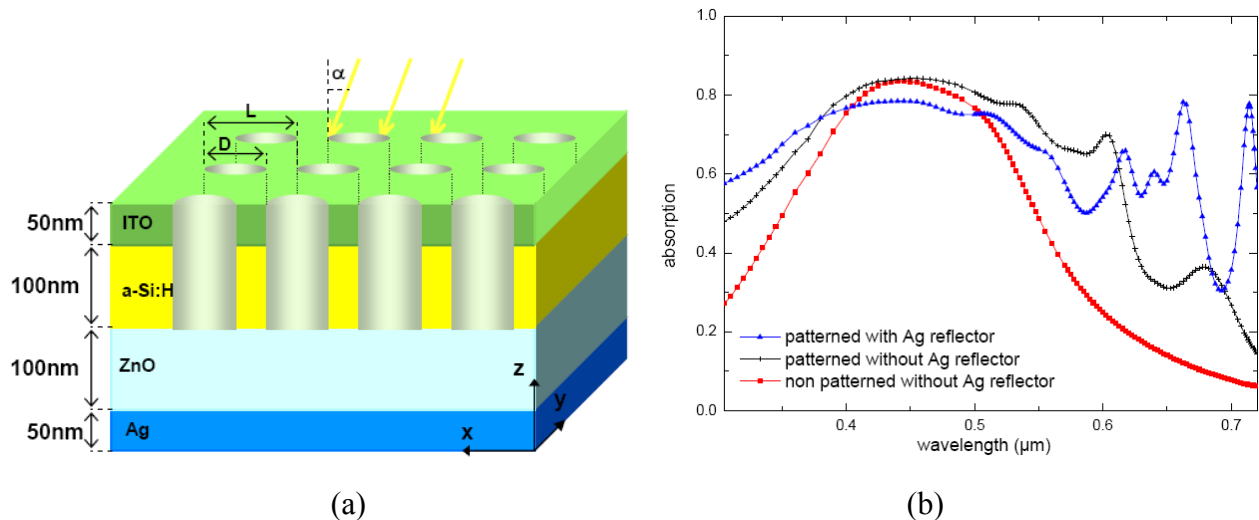 α
L
D
50nm
ITO
100nm
a-Si:H
100nm
ZnO
z
y
50nm
Ag
x
(a)
1.0
0.8
0.6
0.4
0.2
0.0
absorption
patterned with Ag reflector
patterned without Ag reflector
non patterned without Ag reflector
0.4 0.5 0.6 0.7
wavelength (µm)
(b)